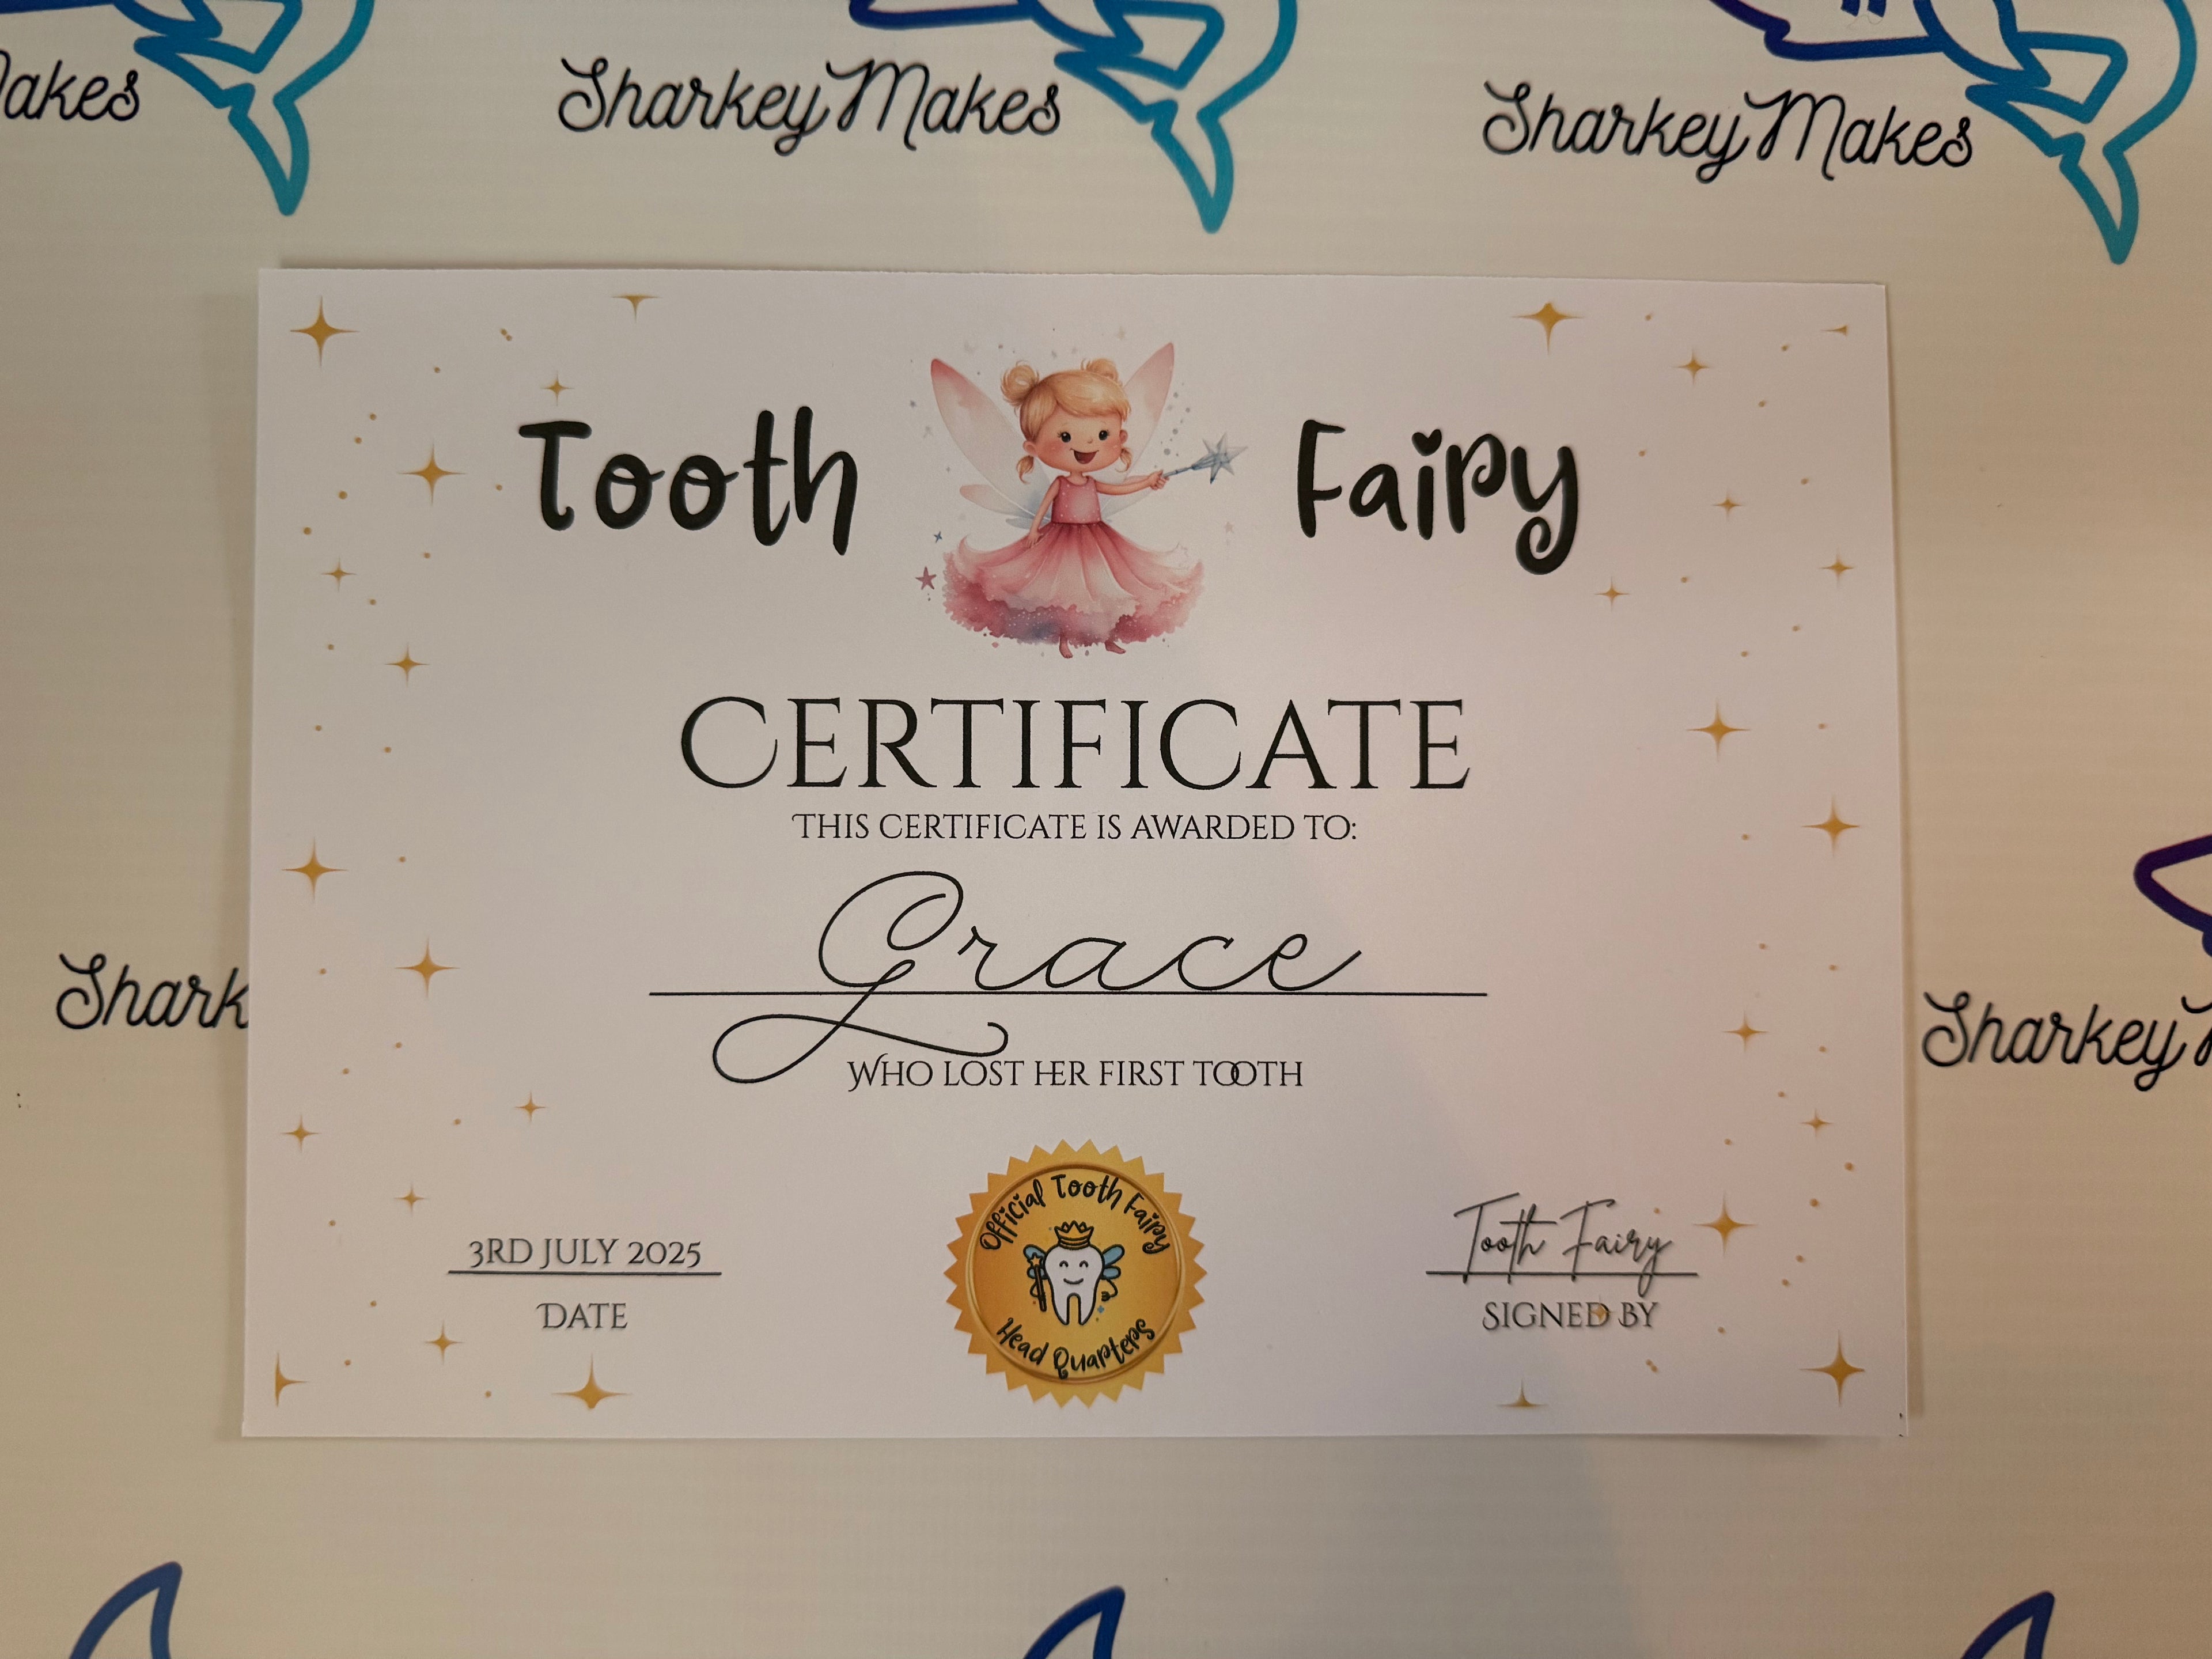 akes
SharkeyMakes
SharkeyMakes
Tooth Fairy
CERTIFICATE
THIS CERTIFICATE IS AWARDED TO:
Grace
WHO LOST HER FIRST TOOTH
Shark
Sharkey
3RD JULY 2025
DATE
Official Tooth Fairy
Head Quarters
Tooth Fairy
SIGNED BY